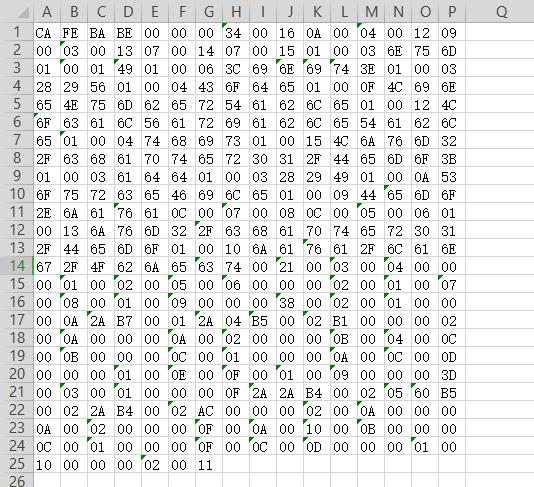 A B C D E F G H I J K L M N O P Q
1 CA FE BA BE 00 00 00 34 00 16 0A 00 04 00 12 09
2 00 03 00 13 07 00 14 07 00 15 01 00 03 6E 75 6D
3 01 00 01 49 01 00 06 3C 69 6E 69 74 3E 01 00 03
4 28 29 56 01 00 04 43 6F 64 65 01 00 0F 4C 69 6E
5 65 4E 75 6D 62 65 72 54 61 62 6C 65 01 00 12 4C
6 6F 63 61 6C 56 61 72 69 61 62 6C 65 54 61 62 6C
7 65 01 00 04 74 68 69 73 01 00 15 4C 6A 76 6D 32
8 2F 63 68 61 70 74 65 72 30 31 2F 44 65 6D 6F 3B
9 01 00 03 61 64 64 01 00 03 28 29 49 01 00 0A 53
10 6F 75 72 63 65 46 69 6C 65 01 00 09 44 65 6D 6F
11 2E 6A 61 76 61 0C 00 07 00 08 0C 00 05 00 06 01
12 00 13 6A 76 6D 32 2F 63 68 61 70 74 65 72 30 31
13 2F 44 65 6D 6F 01 00 10 6A 61 76 61 2F 6C 61 6E
14 67 2F 4F 62 6A 65 63 74 00 21 00 03 00 04 00 00
15 00 01 00 02 00 05 00 06 00 00 00 02 00 01 00 07
16 00 08 00 01 00 09 00 00 00 38 00 02 00 01 00 00
17 00 0A 2A B7 00 01 2A 04 B5 00 02 B1 00 00 00 02
18 00 0A 00 00 00 0A 00 02 00 00 00 0B 00 04 00 0C
19 00 0B 00 00 00 0C 00 01 00 00 00 0A 00 0C 00 0D
20 00 00 00 01 00 0E 00 0F 00 01 00 09 00 00 00 3D
21 00 03 00 01 00 00 00 0F 2A 2A B4 00 02 05 60 B5
22 00 02 2A B4 00 02 AC 00 00 00 02 00 0A 00 00 00
23 0A 00 02 00 00 00 0F 00 0A 00 10 00 0B 00 00 00
24 0C 00 01 00 00 00 0F 00 0C 00 0D 00 00 00 01 00
25 10 00 00 00 02 00 11
26